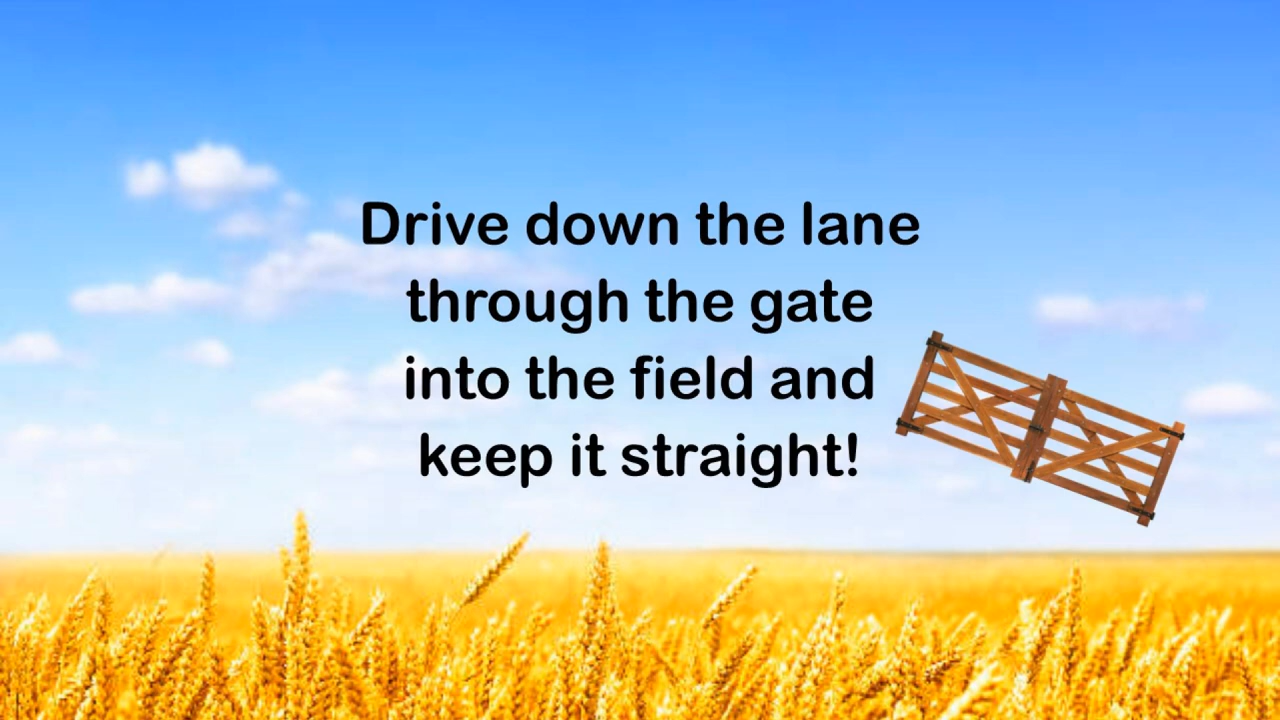 Drive down the lane
through the gate
into the field and
keep it straight!